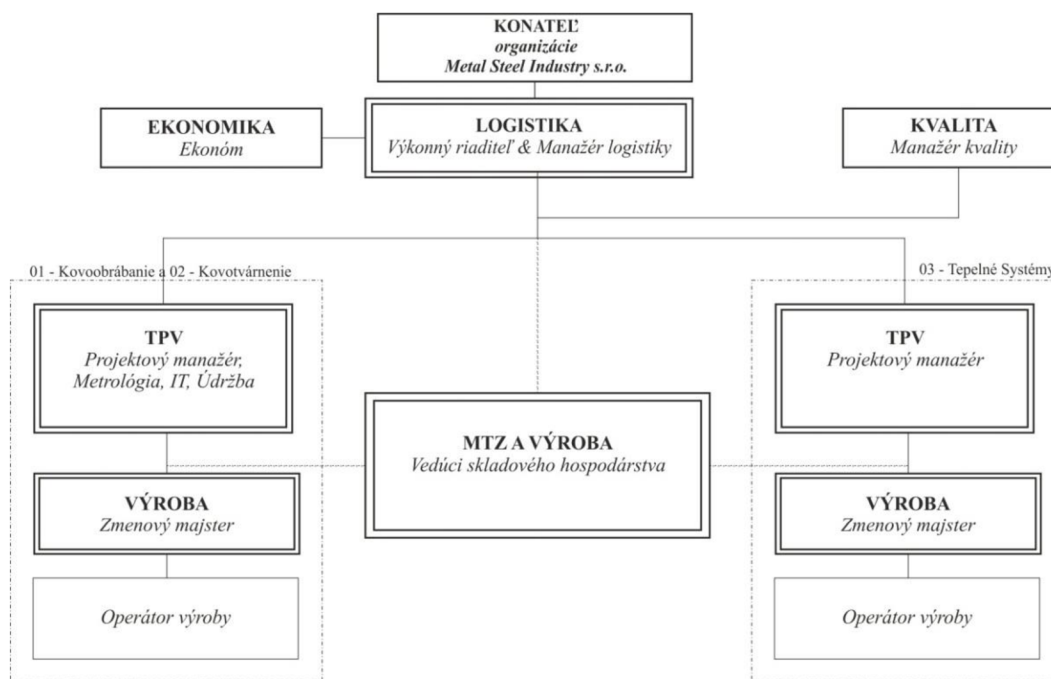 KONATEĽ
organizácie
Metal Steel Industry s.r.o.
EKONOMIKA
Ekonóm
LOGISTIKA
Výkonný riaditeľ & Manažér logistiky
KVALITA
Manažér kvality
01 - Kovoobrábanie a 02 - Kovotvárnenie
03 - Tepelné Systémy
TPV
Projektový manažér,
Metrológia, IT, Údržba
TPV
Projektový manažér
MTZ A VÝROBA
Vedúci skladového hospodárstva
VÝROBA
Zmenový majster
VÝROBA
Zmenový majster
Operátor výroby
Operátor výroby